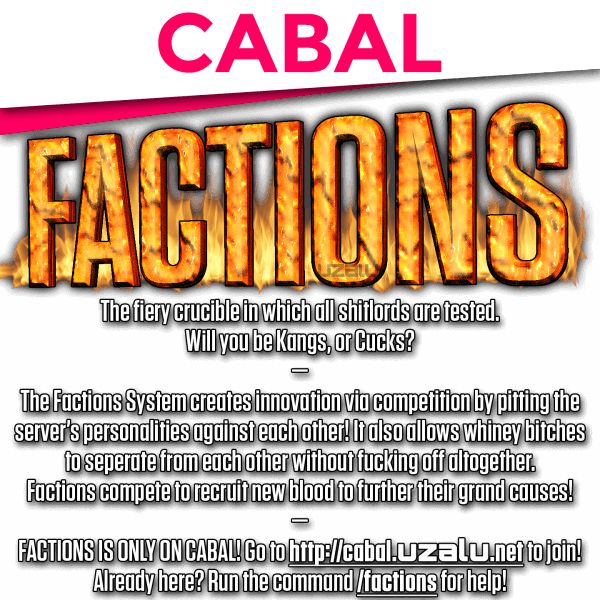 CABAL
FACTIONS
uzalu
The fiery crucible in which all shitlords are tested.
Will you be Kangs, or Cucks?
—
The Factions System creates innovation via competition by pitting the
server's personalities against each other! It also allows whiney bitches
to seperate from each other without fucking off altogether.
Factions compete to recruit new blood to further their grand causes!
—
FACTIONS IS ONLY ON CABAL! Go to http://cabal.uzalu.net to join!
Already here? Run the command /factions for help!